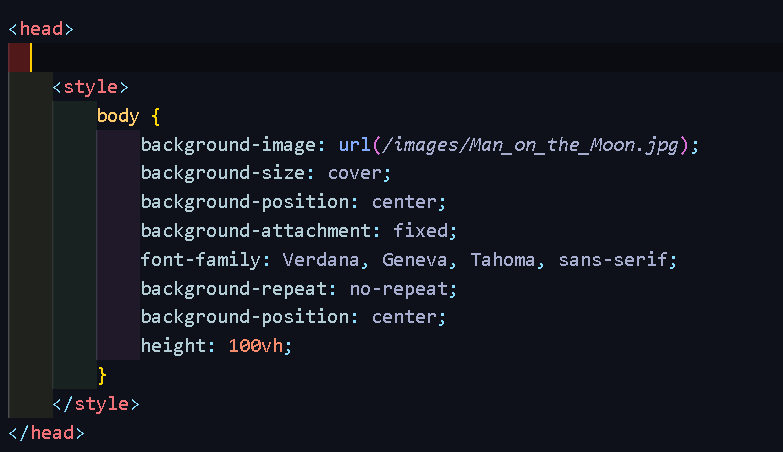 <head>
<style>
body {
background-image: url(/images/Man_on_the_Moon.jpg);
background-size: cover;
background-position: center;
background-attachment: fixed;
font-family: Verdana, Geneva, Tahoma, sans-serif;
background-repeat: no-repeat;
background-position: center;
height: 100vh;
}
</style>
</head>